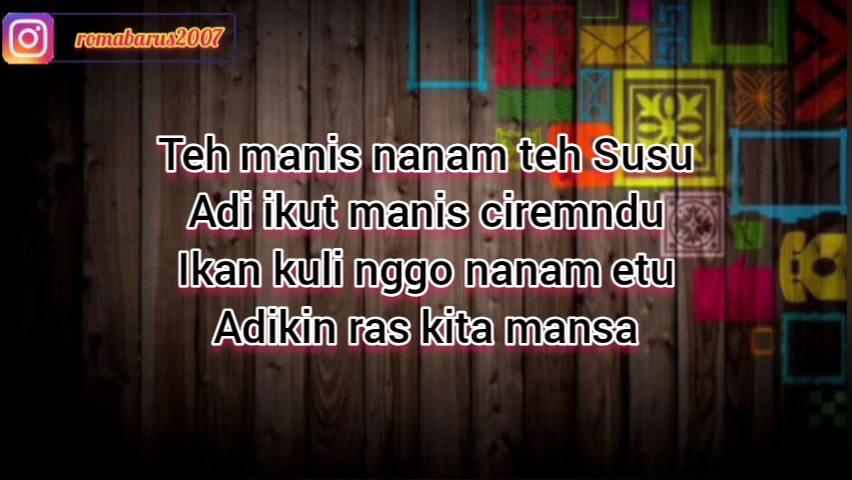 romabarus2007
Teh manis nanam teh Susu
Adi ikut manis ciremndu
Ikan kuli nggo nanam etu
Adikin ras kita mansa